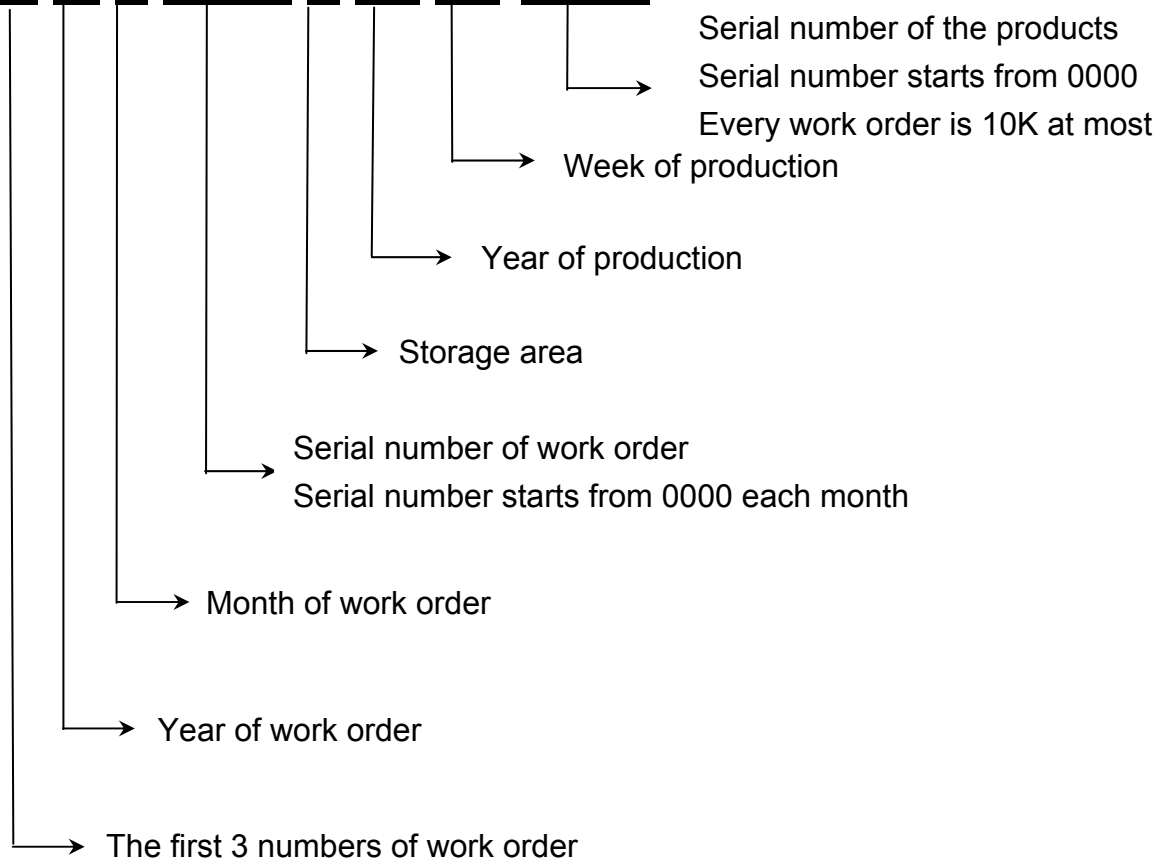 Serial number of the products
Serial number starts from 0000
Every work order is 10K at most
Week of production
Year of production
Storage area
Serial number of work order
Serial number starts from 0000 each month
Month of work order
Year of work order
The first 3 numbers of work order